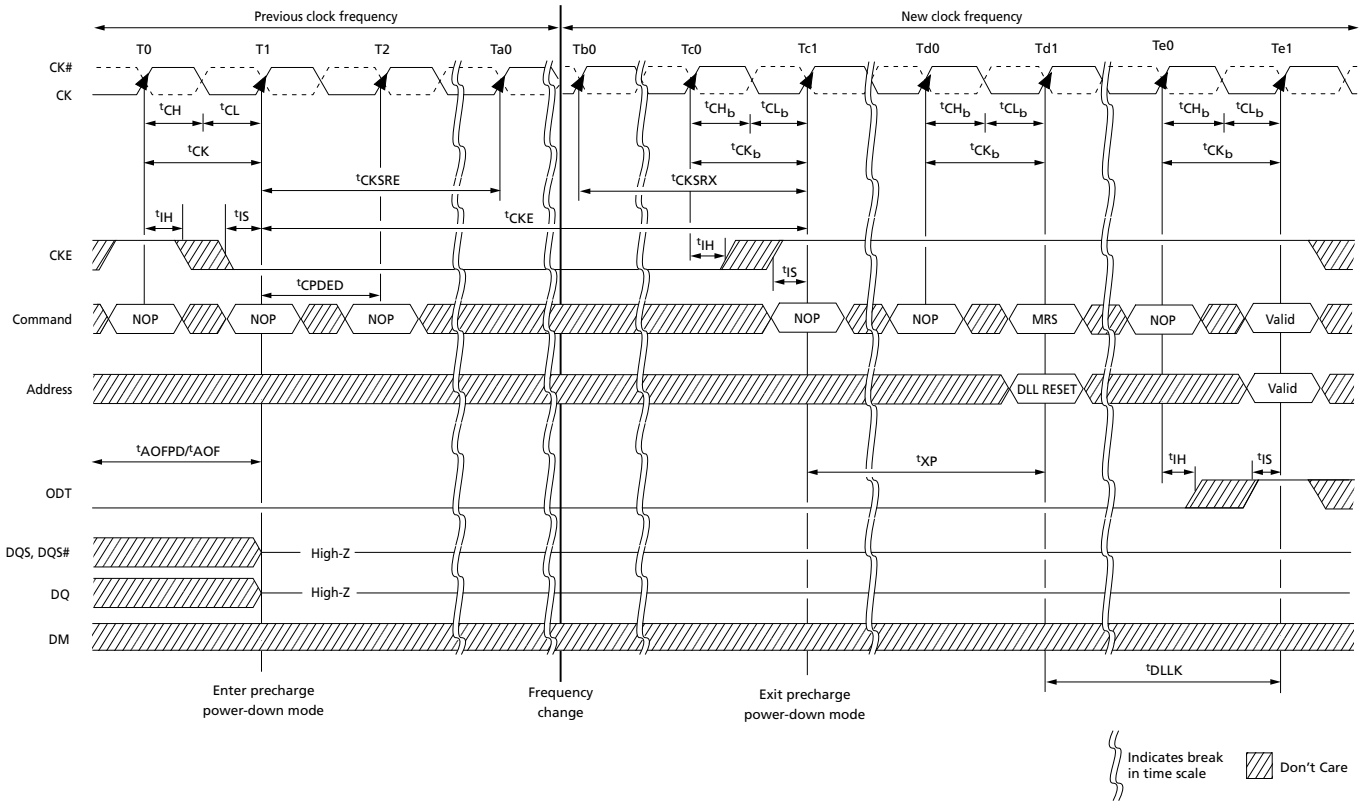 Previous clock frequency New clock frequency
T0 T1 T2 Ta0 Tb0 Tc0 Tc1 Td0 Td1 Te0 Te1
CK#
CK
tCH tCL tCHb tCLb tCHb tCLb tCHb tCLb
tCK tCKb tCKb tCKb
tCKSRE tCKSRX
tIH tIS tCKE
CKE tIH
tIS
tCPDED
Command NOP NOP NOP NOP NOP MRS NOP Valid
Address DLL RESET Valid
tAOFPD/tAOF tXP tIH tIS
ODT
DQS, DQS# High-Z
DQ High-Z
DM
tDLLK
Enter precharge
power-down mode
Frequency
change
Exit precharge
power-down mode
Indicates break
in time scale
Don't Care